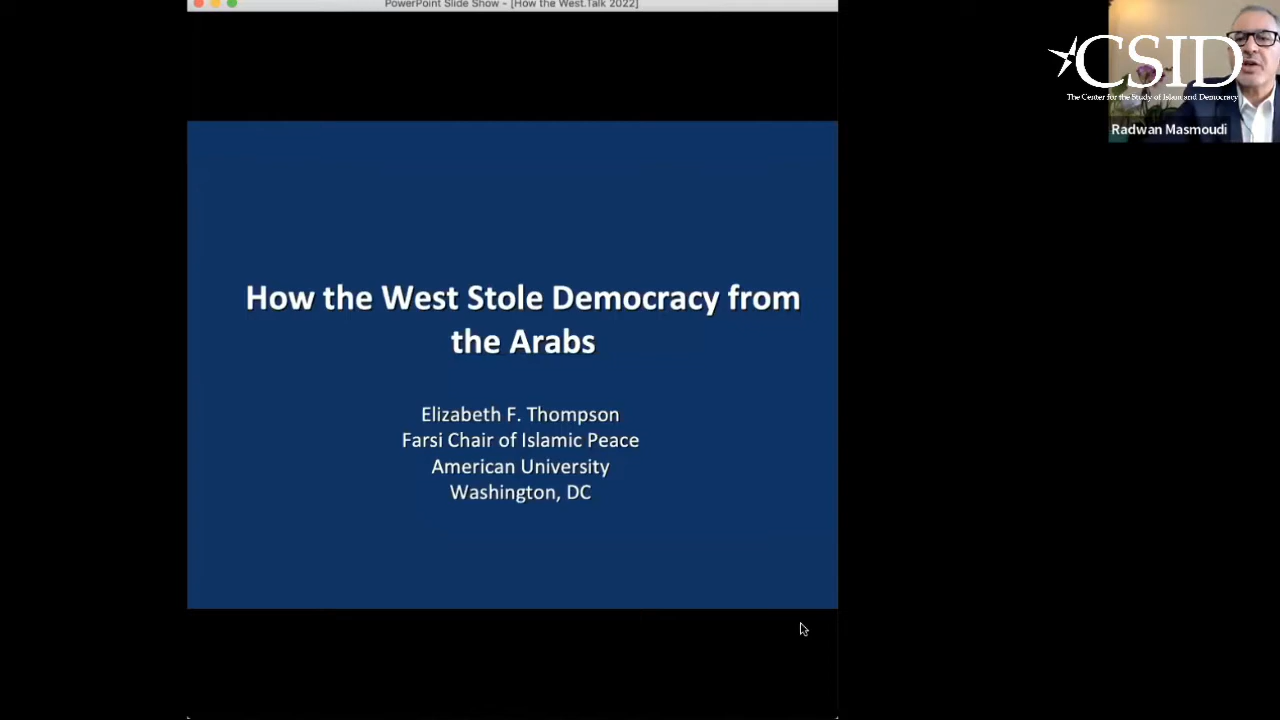 PowerPoint Slide Show - [How the West.Talk 2022]
CSID
The Center for the Study of Islam and Democracy
Radwan Masmoudi
How the West Stole Democracy from
the Arabs
Elizabeth F. Thompson
Farsi Chair of Islamic Peace
American University
Washington, DC